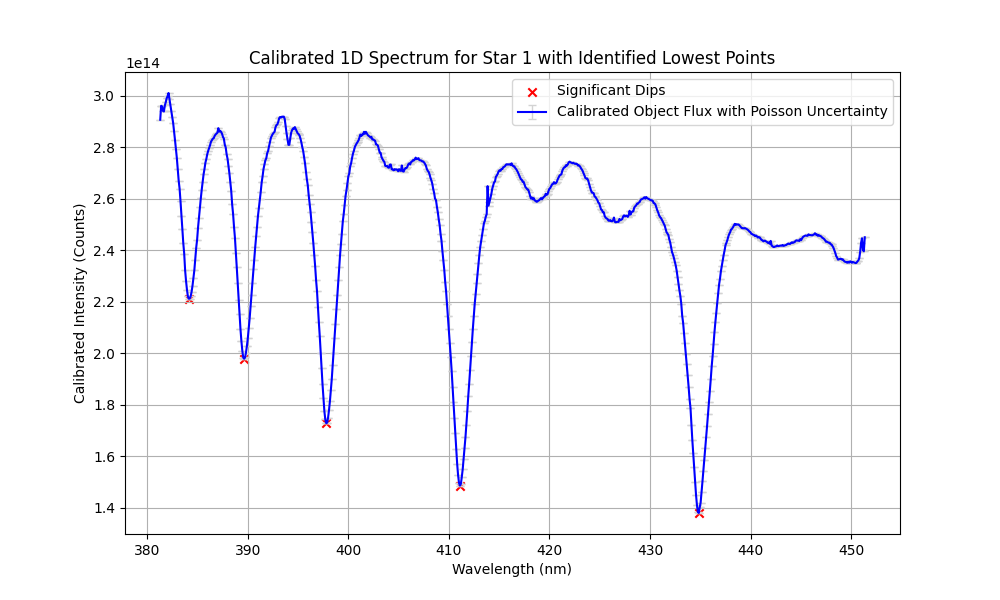 Calibrated 1D Spectrum for Star 1 with Identified Lowest Points
1e14
Significant Dips
Calibrated Object Flux with Poisson Uncertainty
3.0
2.8
2.6
2.4
2.2
2.0
1.8
1.6
1.4
Calibrated Intensity (Counts)
380 390 400 410 420 430 440 450
Wavelength (nm)